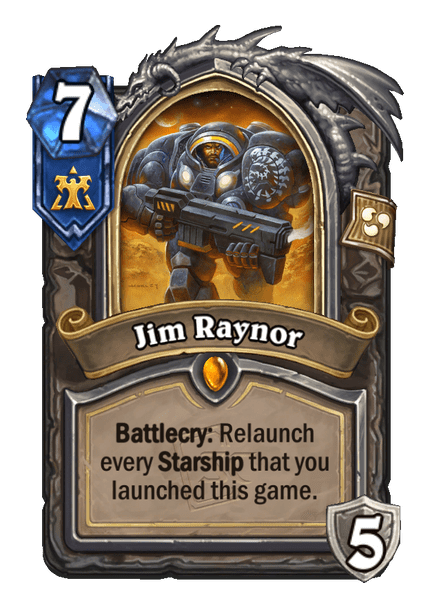 7
Jim Raynor
Battlecry: Relaunch
every Starship that you
launched this game.
5